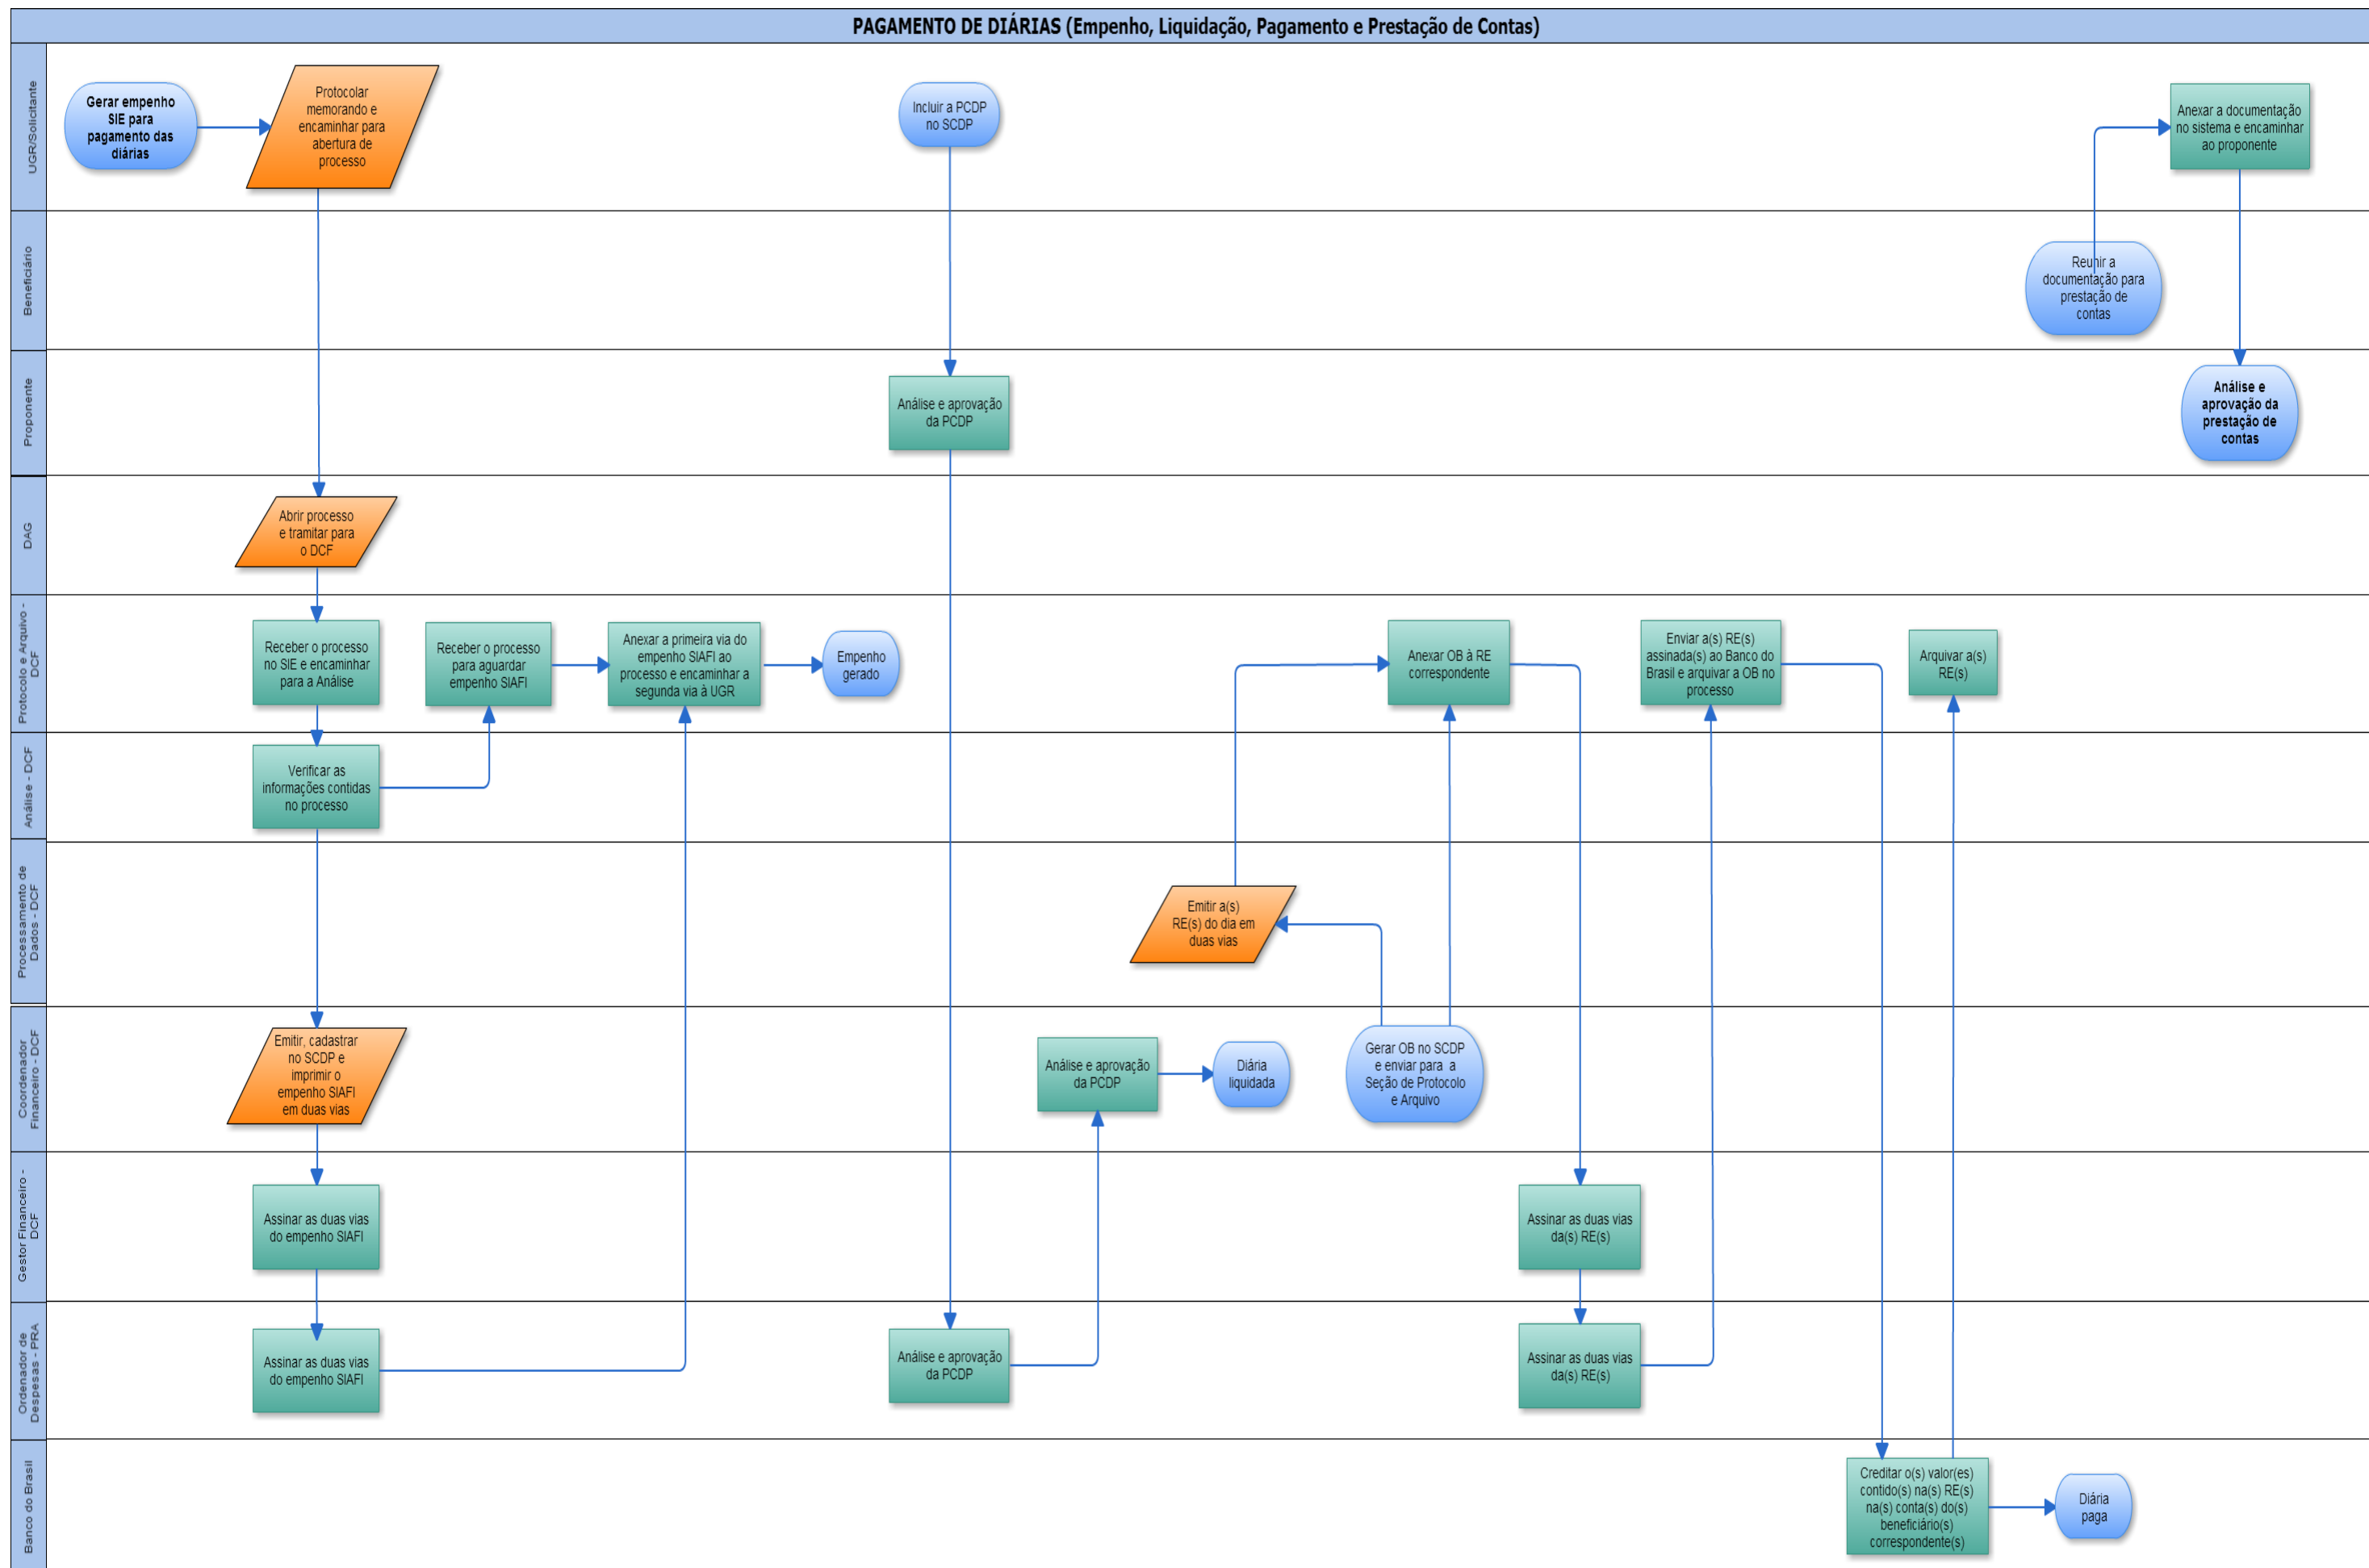 PAGAMENTO DE DIÁRIAS (Empenho, Liquidação, Pagamento e Prestação de Contas)
UGR/Solicitante
Gerar empenho
SIE para
pagamento das
diárias
Protocolar
memorando e
encaminhar para
abertura de
processo
Incluir a PCDP
no SCDP
Anexar a documentação
no sistema e encaminhar
ao proponente
Beneficiário
Reunir a
documentação para
prestação de
contas
Proponente
Análise e aprovação
da PCDP
Análise e
aprovação da
prestação de
contas
DAG
Abrir processo
e tramitar para
o DCF
Protocolo e Arquivo -
DCF
Receber o processo
no SIE e encaminhar
para a Análise
Receber o processo
para aguardar
empenho SIAFI
Anexar a primeira via do
empenho SIAFI ao
processo e encaminhar a
segunda via à UGR
Empenho
gerado
Anexar OB à RE
correspondente
Enviar a(s) RE(s)
assinada(s) ao Banco do
Brasil e arquivar a OB no
processo
Arquivar a(s)
RE(s)
Análise - DCF
Verificar as
informações contidas
no processo
Processamento de
Dados - DCF
Emitir a(s)
RE(s) do dia em
duas vias
Coordenador
Financeiro - DCF
Emitir, cadastrar
no SCDP e
imprimir o
empenho SIAFI
em duas vias
Análise e aprovação
da PCDP
Diária
liquidada
Gerar OB no SCDP
e enviar para a
Seção de Protocolo
e Arquivo
Gestor Financeiro -
DCF
Assinar as duas vias
do empenho SIAFI
Assinar as duas vias
da(s) RE(s)
Ordenador de
Despesas - PRA
Assinar as duas vias
do empenho SIAFI
Análise e aprovação
da PCDP
Assinar as duas vias
da(s) RE(s)
Banco do Brasil
Creditar o(s) valor(es)
contido(s) na(s) RE(s)
na(s) conta(s) do(s)
beneficiário(s)
correspondente(s)
Diária
paga